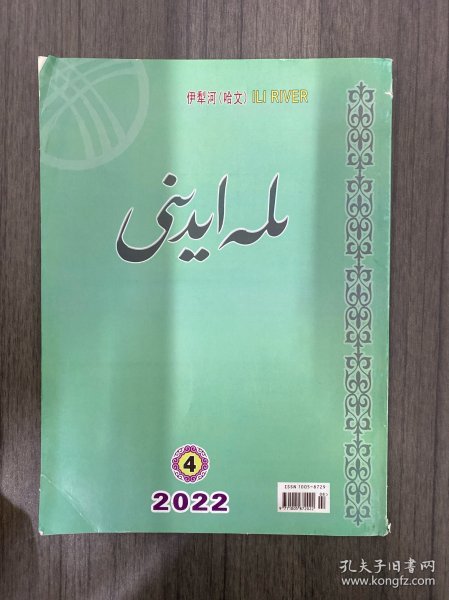 伊犁河（哈文） ILI RIVER
ىلە ايدىنى
4
2022
ISSN 1005-8729
孔夫子旧书网
www.kongfz.com